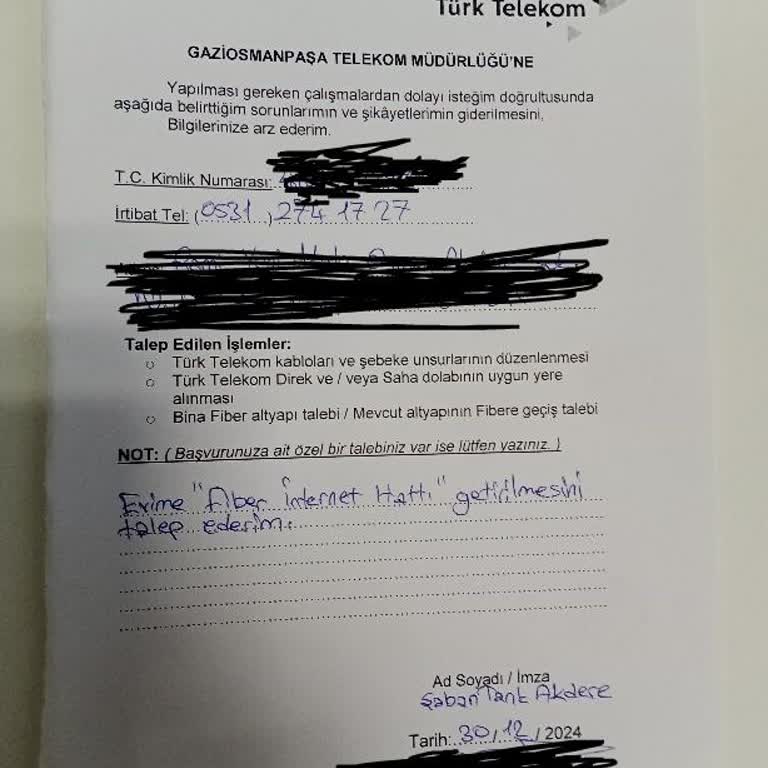 Türk Telekom
GAZİOSMANPAŞA TELEKOM MÜDÜRLÜĞÜ'NE
Yapılması gereken çalışmalardan dolayı isteğim doğrultusunda
aşağıda belirttiğim sorunlarımın ve şikâyetlerimin giderilmesini,
Bilgilerinize arz ederim.
T.C. Kimlik Numarası:
İrtibat Tel: (0531) 274 17 27
Talep Edilen İşlemler:
○ Türk Telekom kabloları ve şebeke unsurlarının düzenlenmesi
○ Türk Telekom Direk ve / veya Saha dolabının uygun yere
alınması
○ Bina Fiber altyapı talebi / Mevcut altyapının Fibere geçiş talebi
NOT: ( Başvurunuza ait özel bir talebiniz var ise lütfen yazınız. )
Evime "Fiber İnternet Hattı" getirilmesini
talep ederim.
Ad Soyadı / İmza
Şaban Tarık Akdere
Tarih: 30/12/2024